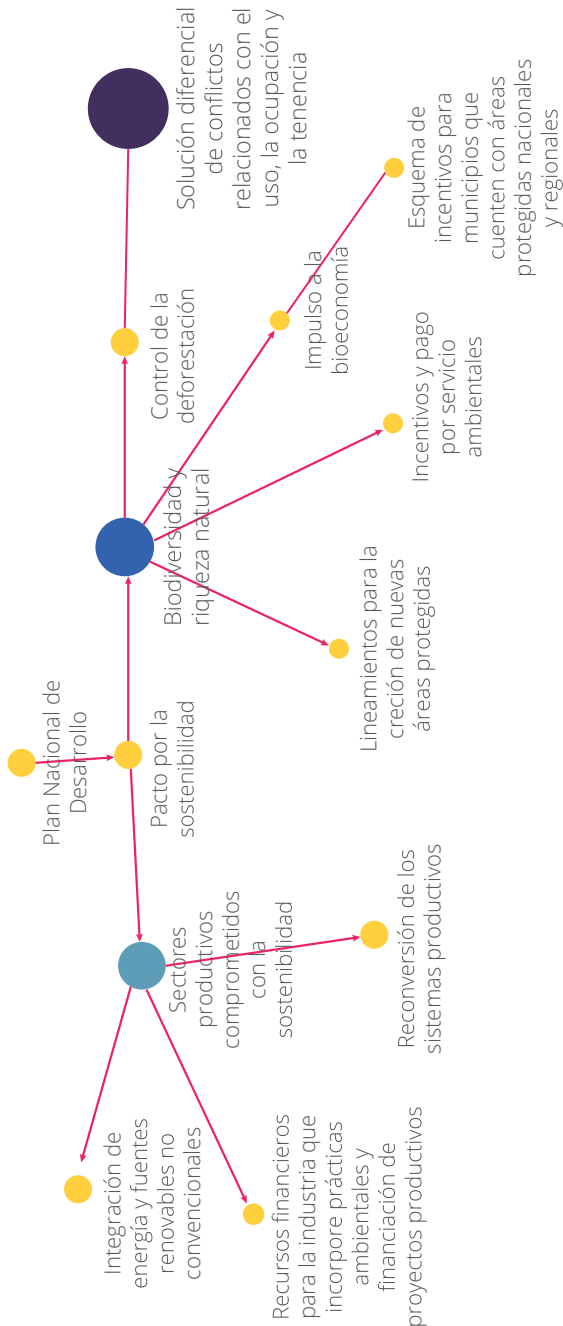 Plan Nacional de
Desarrollo
Pacto por la
sostenibilidad
Sectores
productivos
comprometidos
con la
sostenibilidad
Integración de
energía y fuentes
renovables no
convencionales
Recursos financieros
para la industria que
incorpore prácticas
ambientales y
financiación de
proyectos productivos
Reconversión de los
sistemas productivos
Biodiversidad y
riqueza natural
Control de la
deforestación
Solución diferencial
de conflictos
relacionados con el
uso, la ocupación y
la tenencia
Impulso a la
bioeconomía
Esquema de
incentivos para
municipios que
cuenten con áreas
protegidas nacionales
y regionales
Incentivos y pago
por servicio
ambientales
Lineamientos para la
creción de nuevas
áreas protegidas